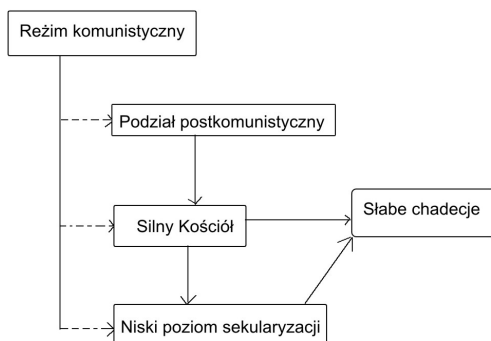 Reżim komunistyczny
Podział postkomunistyczny
Słabe chadecje
Silny Kościół
Niski poziom sekularyzacji